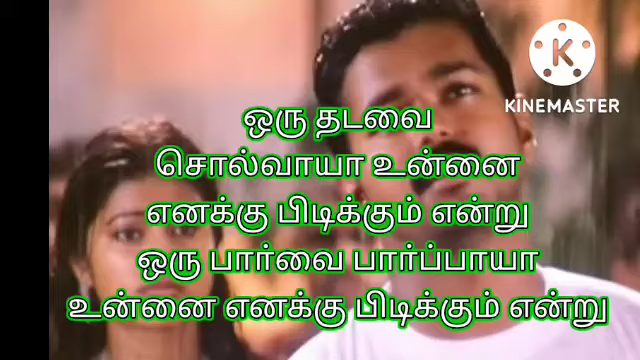 KINEMASTER
ஒரு தடவை
சொல்வாயா உன்னை
எனக்கு பிடிக்கும் என்று
ஒரு பார்வை பார்ப்பாயா
உன்னை எனக்கு பிடிக்கும் என்று